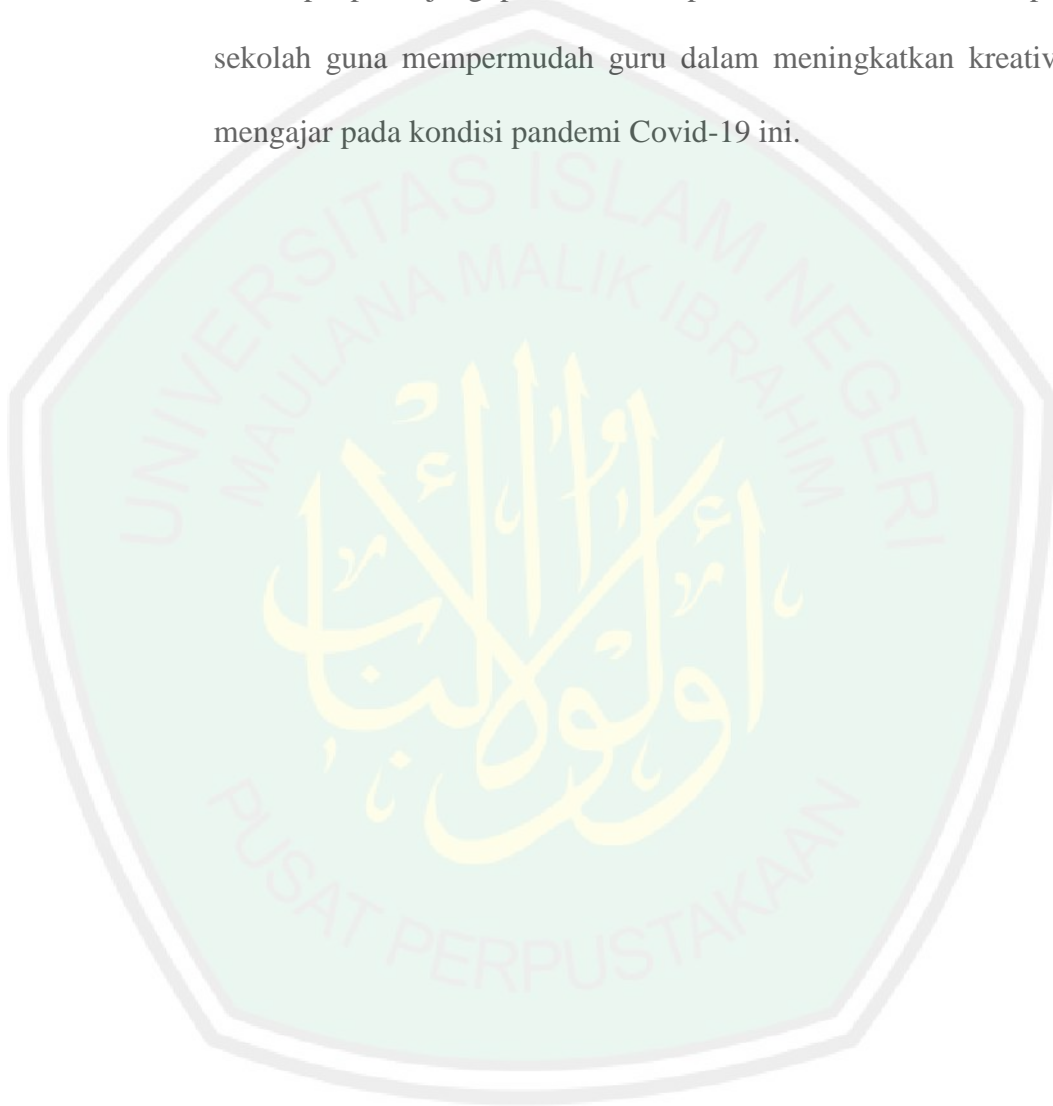 sekolah guna mempermudah guru dalam meningkatkan kreativ
mengajar pada kondisi pandemi Covid-19 ini.
UNIVERSITAS ISLAM NEGERI
MAULANA MALIK IBRAHIM
أولوا الألباب
PUSAT PERPUSTAKAAN